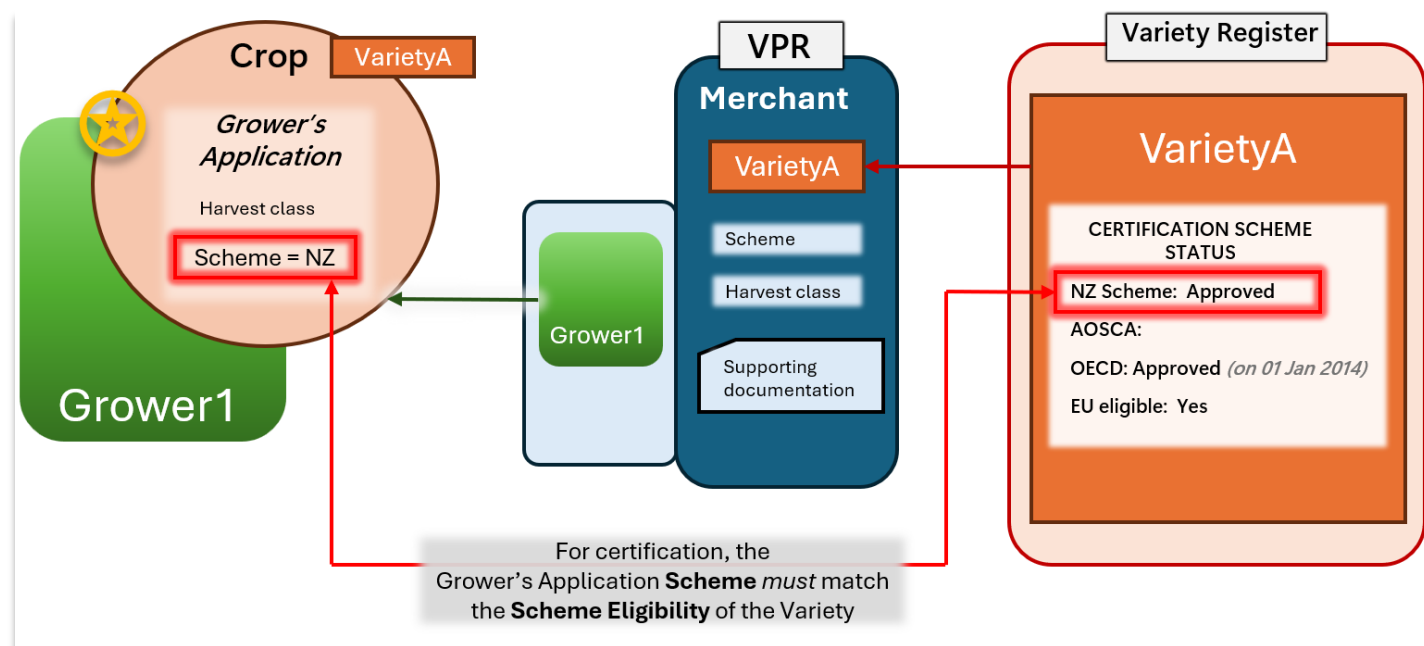 Crop
VarietyA
Grower's
Application
Harvest class
Scheme = NZ
Grower1
Grower1
VPR
Merchant
VarietyA
Scheme
Harvest class
Supporting
documentation
Variety Register
VarietyA
CERTIFICATION SCHEME
STATUS
NZ Scheme: Approved
AOSCA:
OECD: Approved (on 01 Jan 2014)
EU eligible: Yes
For certification, the
Grower's Application Scheme must match
the Scheme Eligibility of the Variety